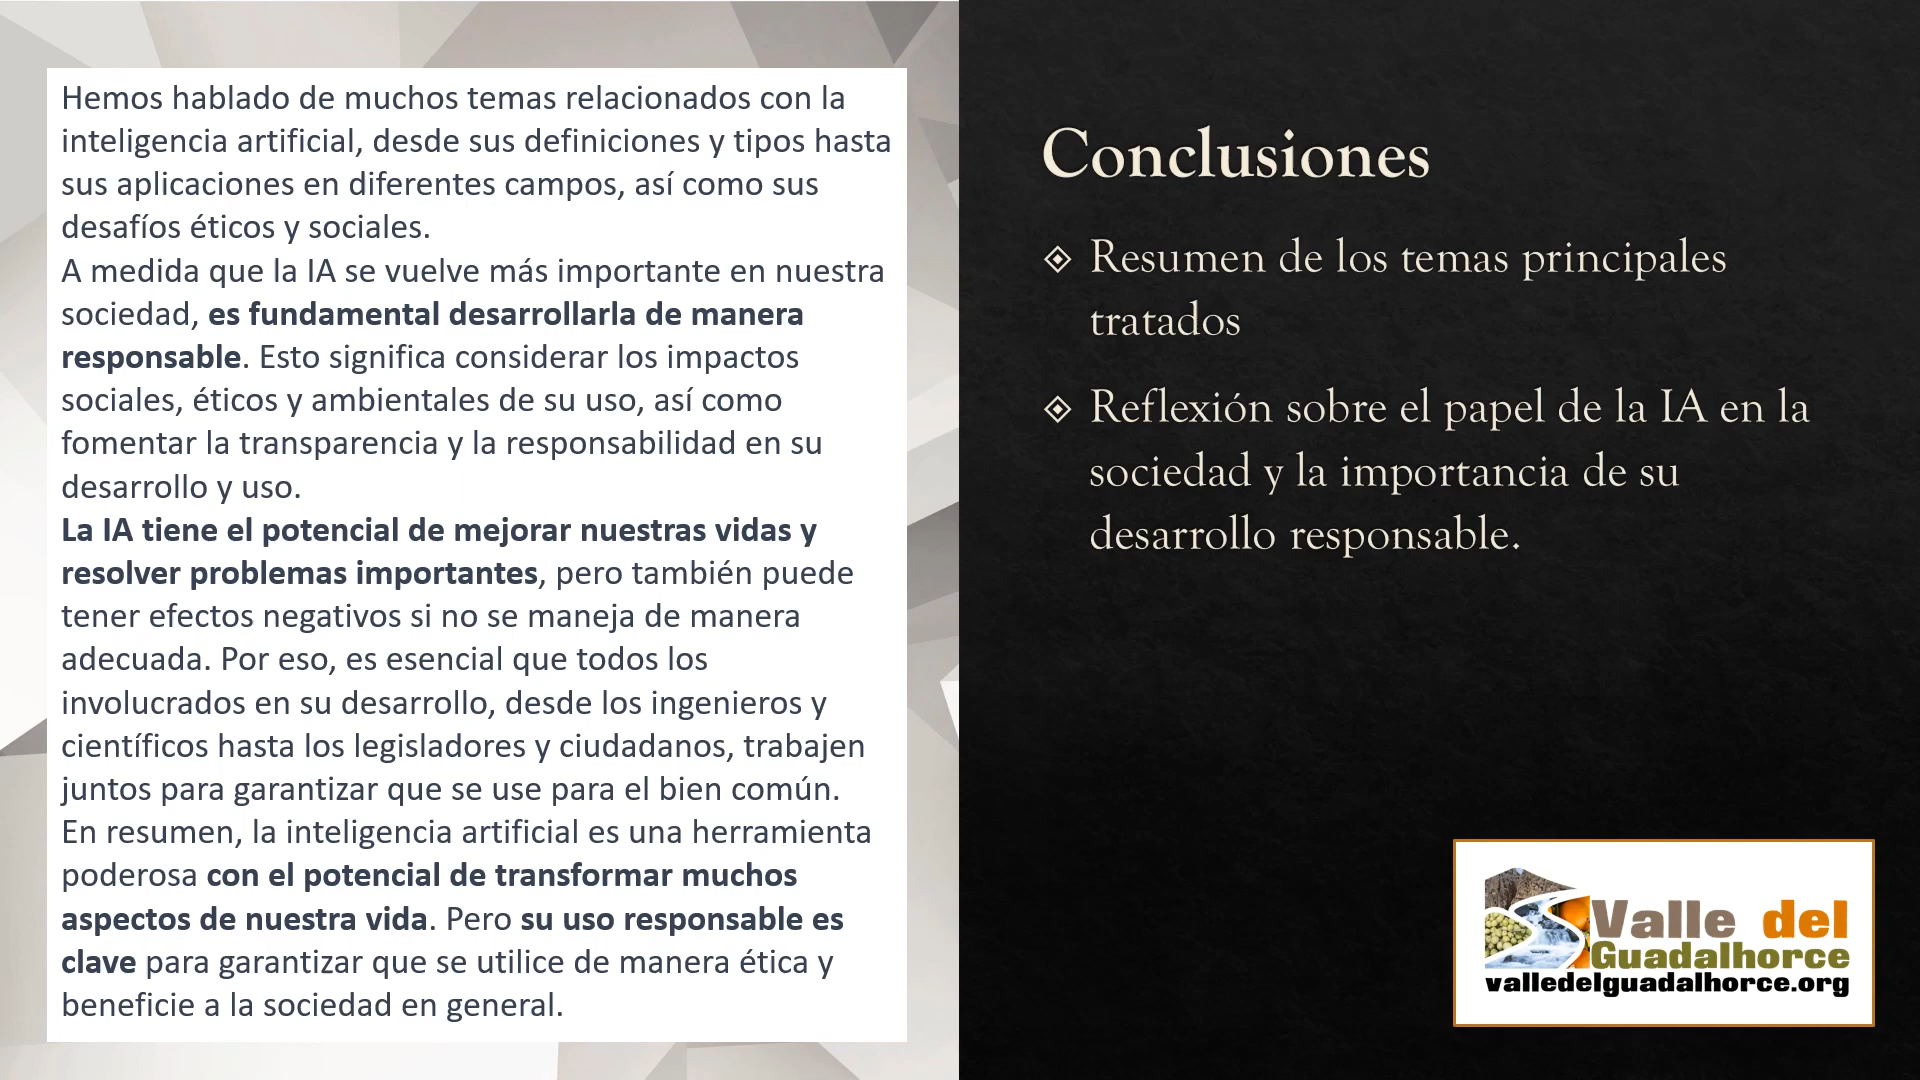 Hemos hablado de muchos temas relacionados con la
inteligencia artificial, desde sus definiciones y tipos hasta
sus aplicaciones en diferentes campos, así como sus
desafíos éticos y sociales.
A medida que la IA se vuelve más importante en nuestra
sociedad, es fundamental desarrollarla de manera
responsable. Esto significa considerar los impactos
sociales, éticos y ambientales de su uso, así como
fomentar la transparencia y la responsabilidad en su
desarrollo y uso.
La IA tiene el potencial de mejorar nuestras vidas y
resolver problemas importantes, pero también puede
tener efectos negativos si no se maneja de manera
adecuada. Por eso, es esencial que todos los
involucrados en su desarrollo, desde los ingenieros y
científicos hasta los legisladores y ciudadanos, trabajen
juntos para garantizar que se use para el bien común.
En resumen, la inteligencia artificial es una herramienta
poderosa con el potencial de transformar muchos
aspectos de nuestra vida. Pero su uso responsable es
clave para garantizar que se utilice de manera ética y
beneficie a la sociedad en general.
Conclusiones
Resumen de los temas principales
tratados
Reflexión sobre el papel de la IA en la
sociedad y la importancia de su
desarrollo responsable.
Valle del
Guadalhorce
valledelguadalhorce.org